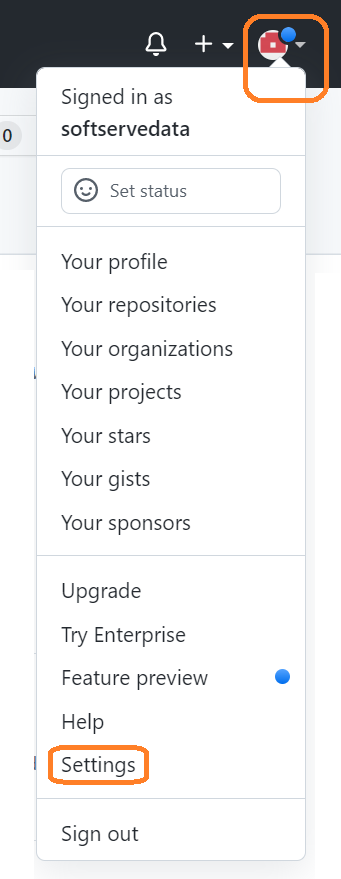 Signed in as
softservedata
0
Set status
Your profile
Your repositories
Your organizations
Your projects
Your stars
Your gists
Your sponsors
Upgrade
Try Enterprise
Feature preview
Help
Settings
Sign out